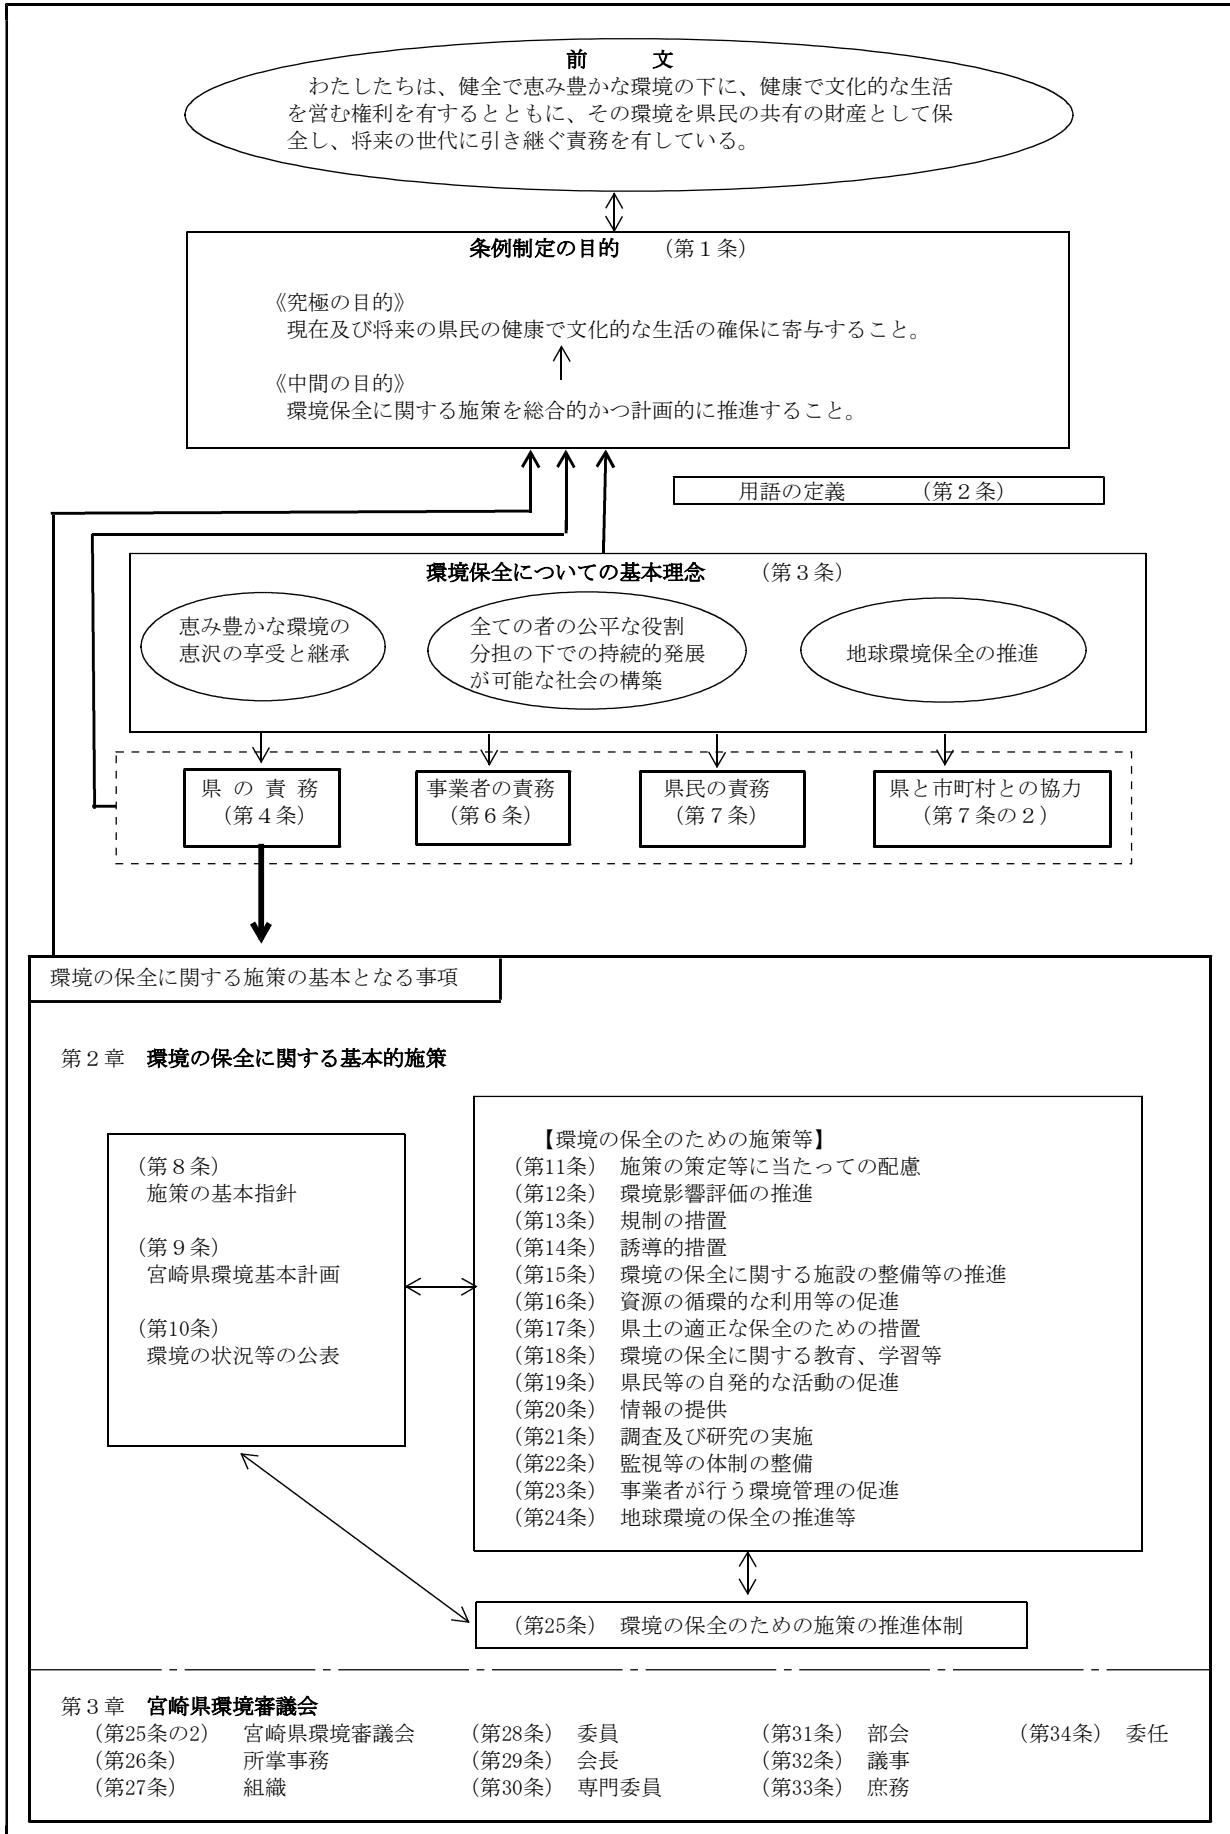 前　　文
わたしたちは、健全で恵み豊かな環境の下に、健康で文化的な生活
を営む権利を有するとともに、その環境を県民の共有の財産として保
全し、将来の世代に引き継ぐ責務を有している。
条例制定の目的　（第１条）
《究極の目的》
現在及び将来の県民の健康で文化的な生活の確保に寄与すること。
《中間の目的》
環境保全に関する施策を総合的かつ計画的に推進すること。
用語の定義　　（第２条）
環境保全についての基本理念　（第３条）
恵み豊かな環境の
恵沢の享受と継承
全ての者の公平な役割
分担の下での持続的発展
が可能な社会の構築
地球環境保全の推進
県の責務
（第４条）
事業者の責務
（第６条）
県民の責務
（第７条）
県と市町村との協力
（第７条の２）
環境の保全に関する施策の基本となる事項
第２章　環境の保全に関する基本的施策
（第８条）
施策の基本指針
（第９条）
宮崎県環境基本計画
（第10条）
環境の状況等の公表
【環境の保全のための施策等】
（第11条）　施策の策定等に当たっての配慮
（第12条）　環境影響評価の推進
（第13条）　規制の措置
（第14条）　誘導的措置
（第15条）　環境の保全に関する施設の整備等の推進
（第16条）　資源の循環的な利用等の促進
（第17条）　県土の適正な保全のための措置
（第18条）　環境の保全に関する教育、学習等
（第19条）　県民等の自発的な活動の促進
（第20条）　情報の提供
（第21条）　調査及び研究の実施
（第22条）　監視等の体制の整備
（第23条）　事業者が行う環境管理の促進
（第24条）　地球環境の保全の推進等
（第25条）　環境の保全のための施策の推進体制
第３章　宮崎県環境審議会
（第25条の2）　宮崎県環境審議会　（第28条）　委員　（第31条）　部会　（第34条）　委任
（第26条）　所掌事務　（第29条）　会長　（第32条）　議事
（第27条）　組織　（第30条）　専門委員　（第33条）　庶務